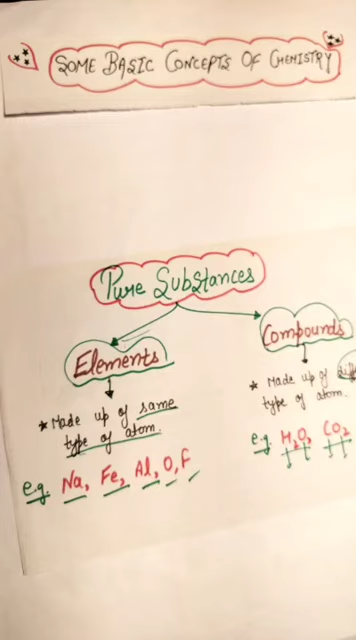 SOME BASIC CONCEPTS OF CHEMISTRY
Pure Substances
Elements
* Made up of same
type of atom.
e.g. Na, Fe, Al, O, F
Compounds
* Made up of
type of atom.
e.g. H2O, CO2